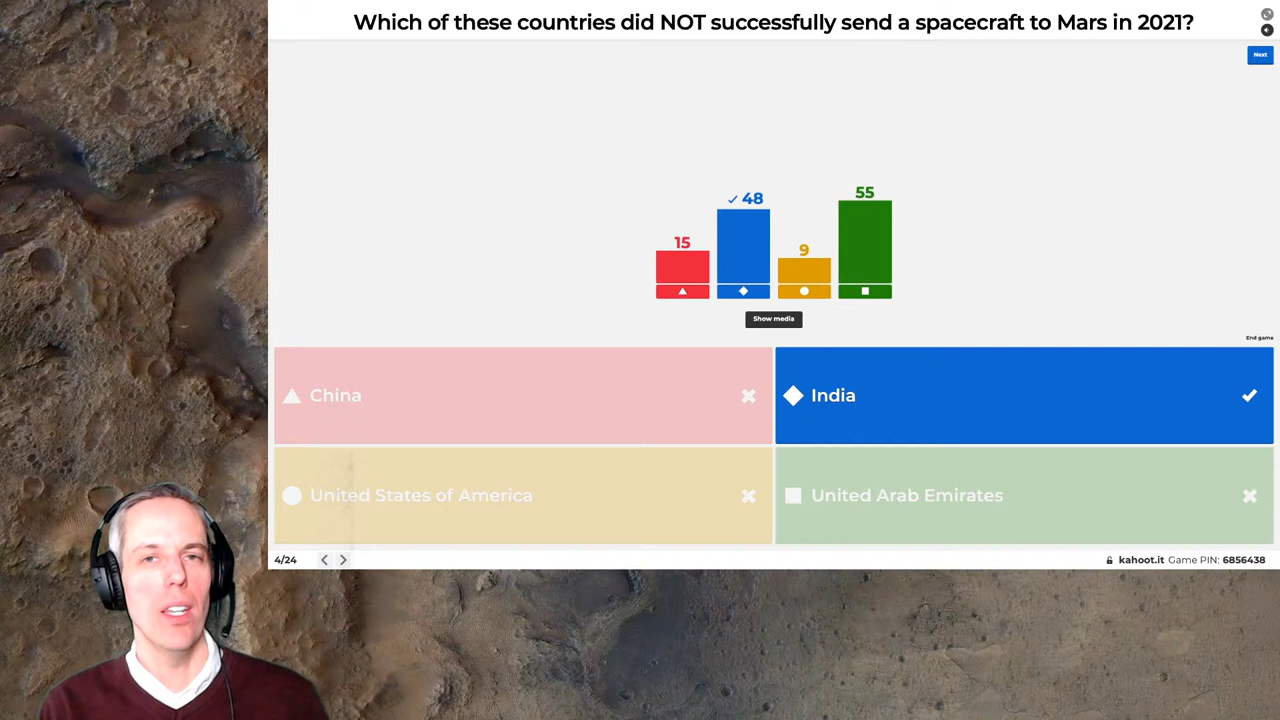 Which of these countries did NOT successfully send a spacecraft to Mars in 2021?
Next
15
48
9
55
Show media
End game
China
India
United States of America
United Arab Emirates
4/24
kahoot.it Game PIN: 6856438